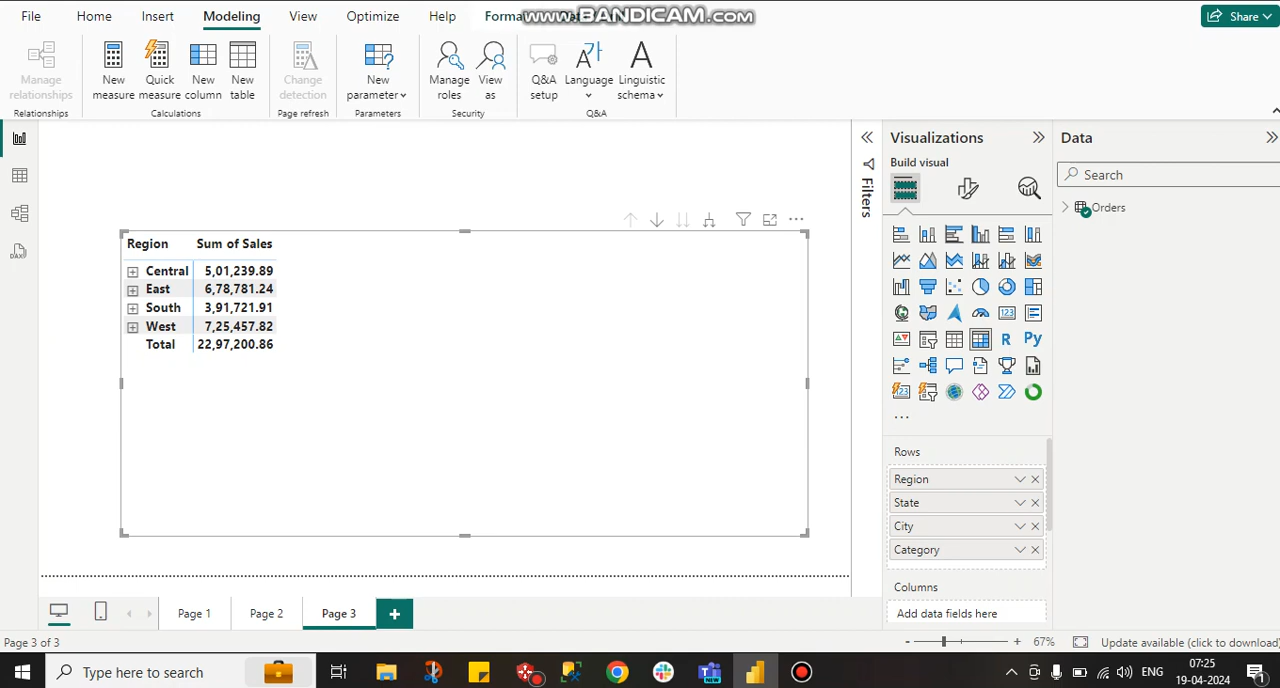 File Home Insert Modeling View Optimize Help Format
www.BANDICAM.com
Share
Manage relationships
New measure
Quick measure
New column
New table
Change detection
New parameter
Manage roles
View as
Q&A setup
Language
Linguistic schema
Relationships Calculations Page refresh Parameters Security Q&A
Filters
Visualizations
Build visual
R
Py
123
Data
Search
Orders
Region Sum of Sales
Central 5,01,239.89
East 6,78,781.24
South 3,91,721.91
West 7,25,457.82
Total 22,97,200.86
Rows
Region
State
City
Category
Columns
Add data fields here
Page 1 Page 2 Page 3
Page 3 of 3
67%
Update available (click to download)
Type here to search
ENG
07:25
19-04-2024